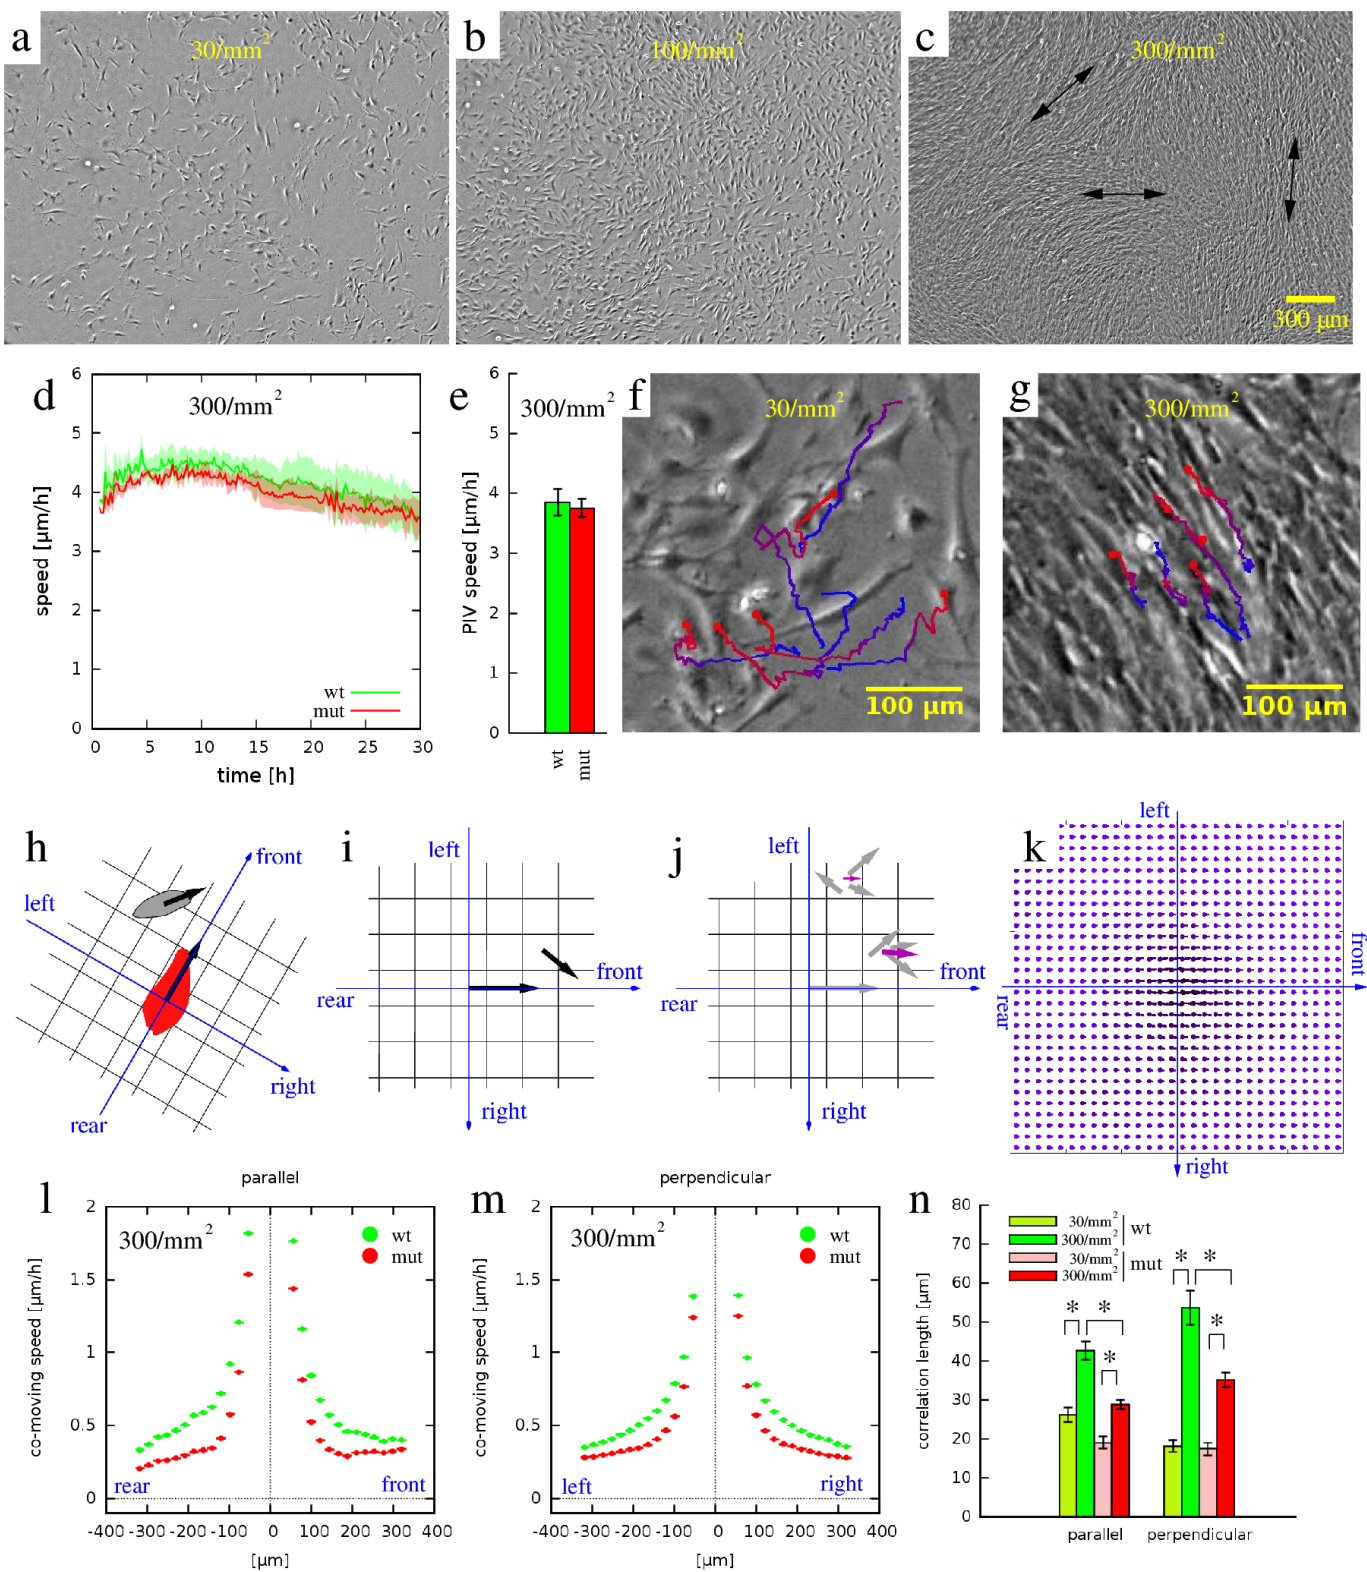 a
30/mm²
b
100/mm²
c
300/mm²
300 µm
d
300/mm²
speed [µm/h]
6
5
4
3
2
1
0
wt
mut
0 5 10 15 20 25 30
time [h]
e
300/mm²
PIV speed [µm/h]
6
5
4
3
2
1
0
wt
mut
f
30/mm²
100 µm
g
300/mm²
100 µm
h
front
left
right
rear
i
left
front
rear
right
j
left
front
rear
right
k
left
front
rear
right
l
parallel
300/mm²
wt
mut
co-moving speed [µm/h]
2
1.5
1
0.5
0
rear
front
-400 -300 -200 -100 0 100 200 300 400
[µm]
m
perpendicular
300/mm²
wt
mut
co-moving speed [µm/h]
2
1.5
1
0.5
0
left
right
-400 -300 -200 -100 0 100 200 300 400
[µm]
n
correlation length [µm]
80
70
60
50
40
30
20
10
0
30/mm²
300/mm²
wt
30/mm²
300/mm²
mut
* *
*
* *
*
parallel
perpendicular